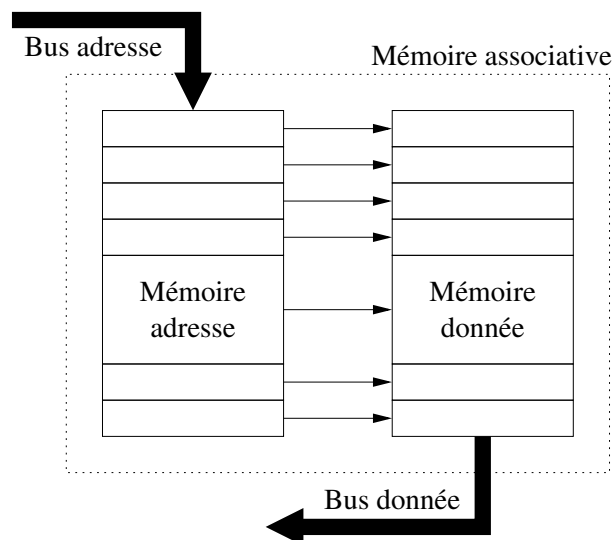 Bus adresse
Mémoire associative
Mémoire
adresse
Mémoire
donnée
Bus donnée